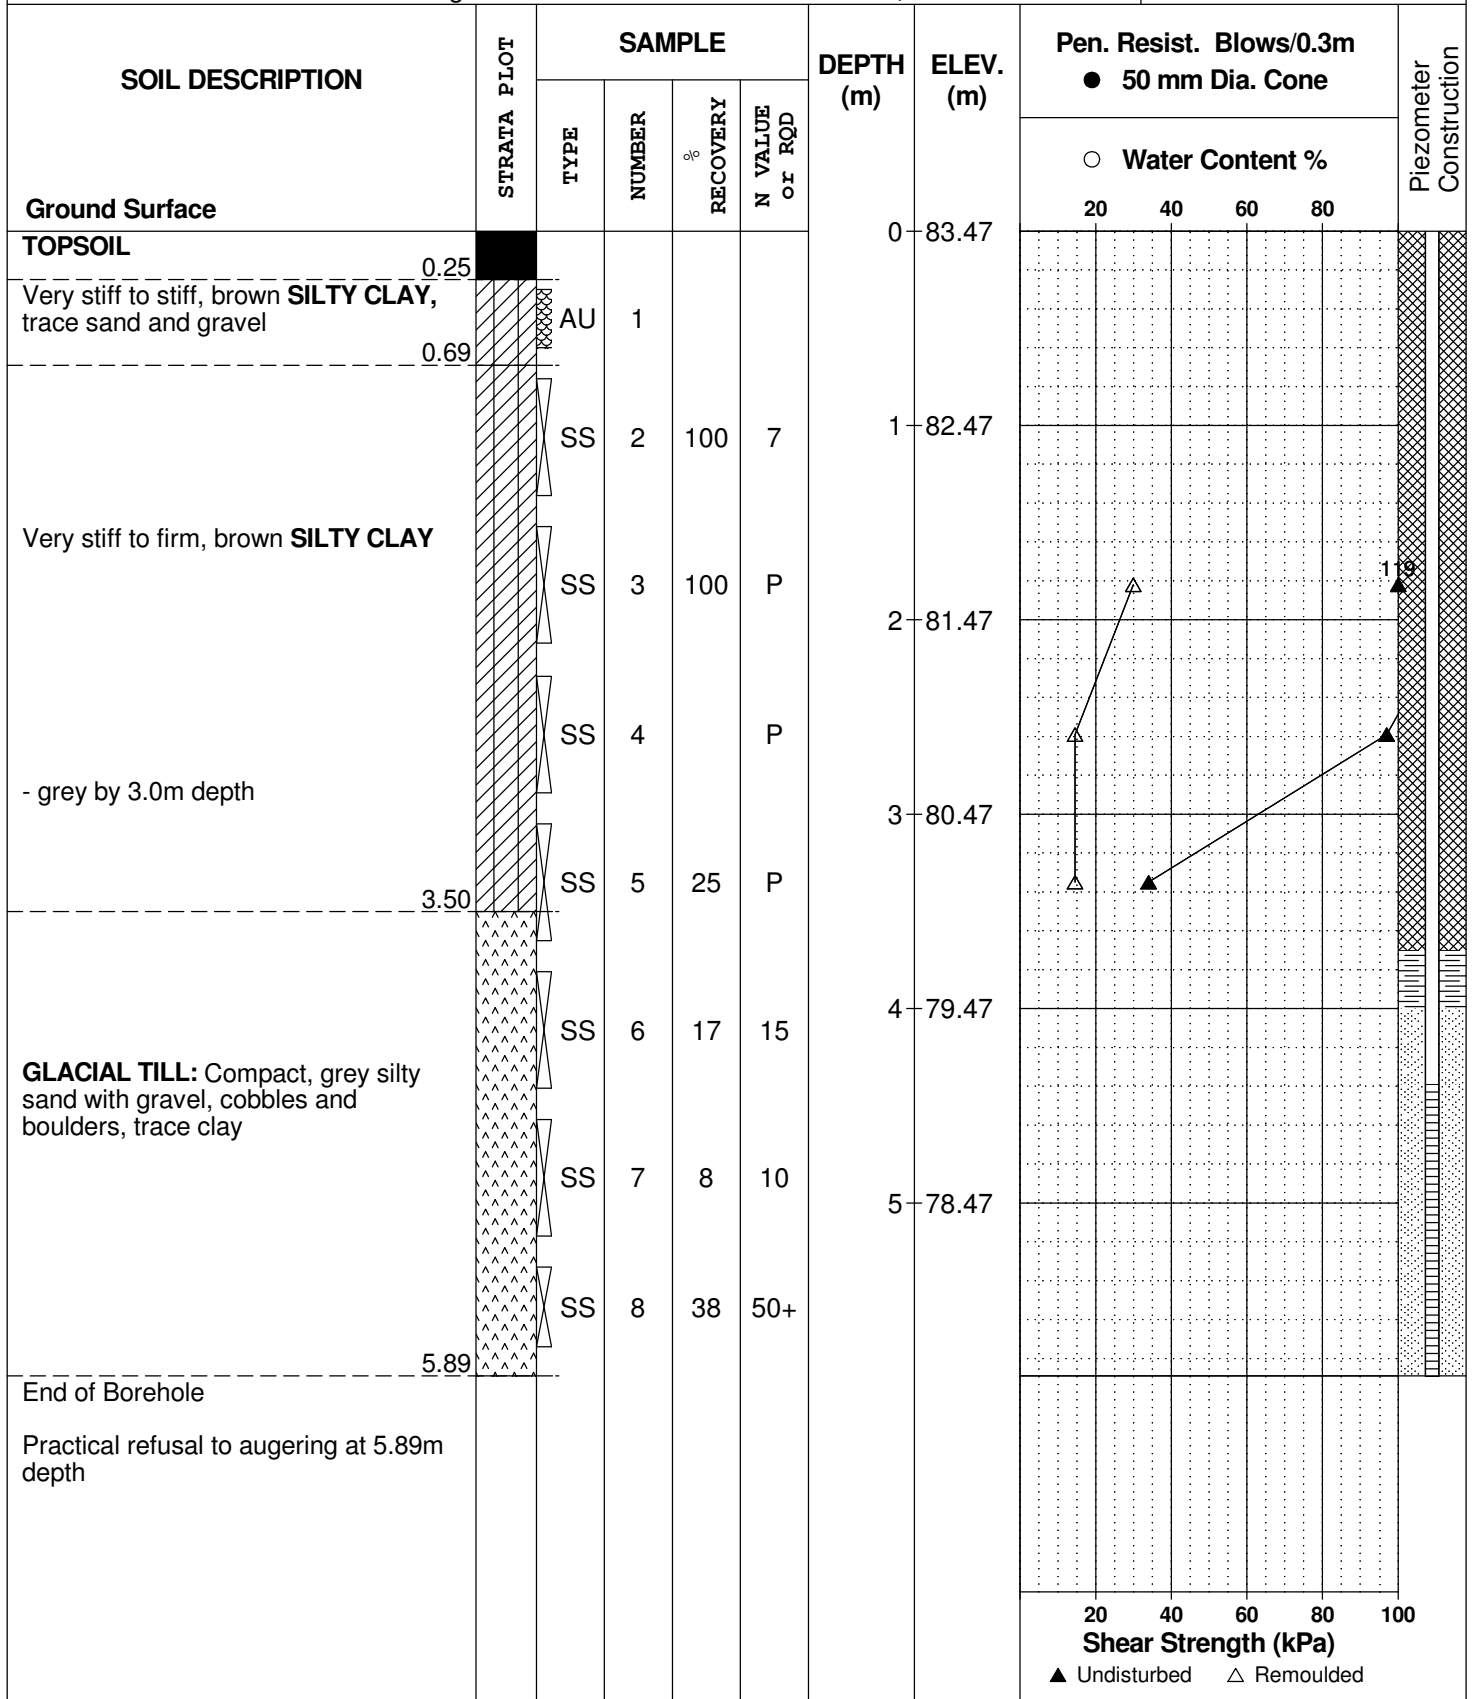 SOIL DESCRIPTION
Ground Surface
STRATA PLOT
SAMPLE
TYPE
NUMBER
% RECOVERY
N VALUE or RQD
DEPTH (m)
ELEV. (m)
Pen. Resist. Blows/0.3m
● 50 mm Dia. Cone
○ Water Content %
20 40 60 80
Piezometer Construction
TOPSOIL
0.25
Very stiff to stiff, brown SILTY CLAY,
trace sand and gravel
0.69
Very stiff to firm, brown SILTY CLAY
- grey by 3.0m depth
3.50
GLACIAL TILL: Compact, grey silty
sand with gravel, cobbles and
boulders, trace clay
5.89
End of Borehole
Practical refusal to augering at 5.89m
depth
AU 1
SS 2 100 7
SS 3 100 P
SS 4 P
SS 5 25 P
SS 6 17 15
SS 7 8 10
SS 8 38 50+
0 83.47
1 82.47
2 81.47
3 80.47
4 79.47
5 78.47
119
20 40 60 80 100
Shear Strength (kPa)
▲ Undisturbed △ Remoulded